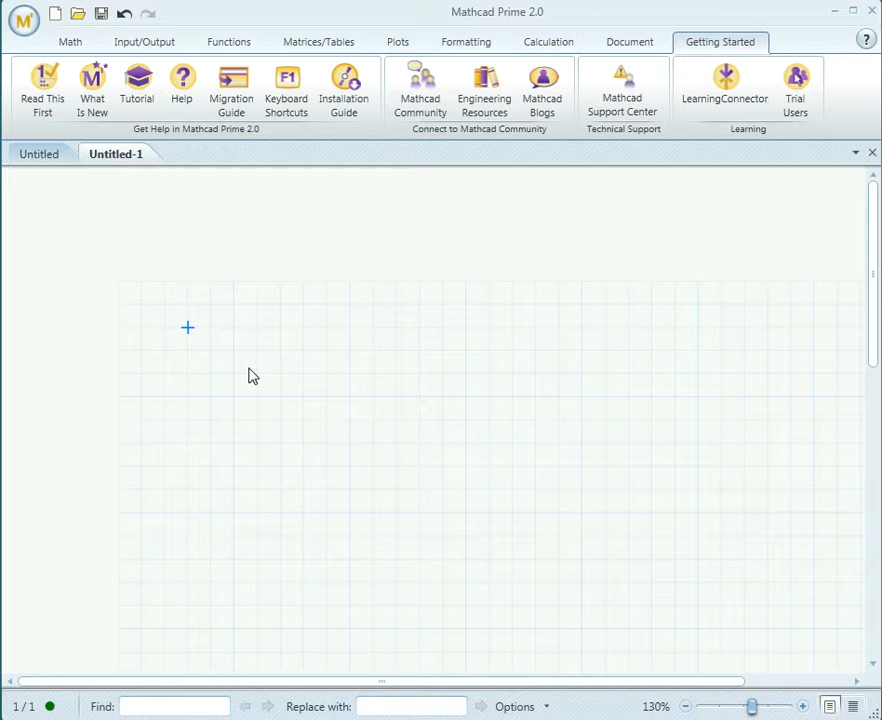 Mathcad Prime 2.0
Math Input/Output Functions Matrices/Tables Plots Formatting Calculation Document Getting Started
Read This First
What Is New
Tutorial
Help
Migration Guide
Keyboard Shortcuts
Installation Guide
Mathcad Community
Engineering Resources
Mathcad Blogs
Mathcad Support Center
LearningConnector
Trial Users
Get Help in Mathcad Prime 2.0 Connect to Mathcad Community Technical Support Learning
Untitled Untitled-1
1 / 1 Find: Replace with: Options 130%